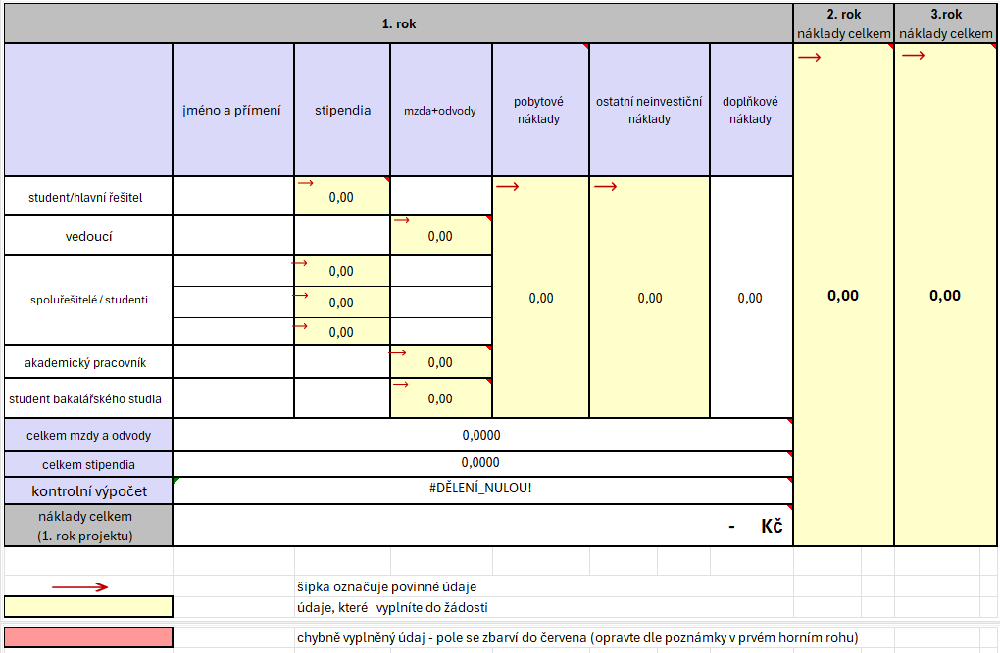 1. rok
2. rok
náklady celkem
3.rok
náklady celkem
jméno a přímení
stipendia
mzda+odvody
pobytové
náklady
ostatní neinvestiční
náklady
doplňkové
náklady
student/hlavní řešitel
0,00
vedoucí
0,00
spoluřešitelé / studenti
0,00
0,00
0,00
0,00
0,00
0,00
0,00
0,00
akademický pracovník
0,00
student bakalářského studia
0,00
celkem mzdy a odvody
0,0000
celkem stipendia
0,0000
kontrolní výpočet
#DĚLENÍ_NULOU!
náklady celkem
(1. rok projektu)
- Kč
šipka označuje povinné údaje
údaje, které vyplníte do žádosti
chybně vyplněný údaj - pole se zbarví do červena (opravte dle poznámky v prvém horním rohu)